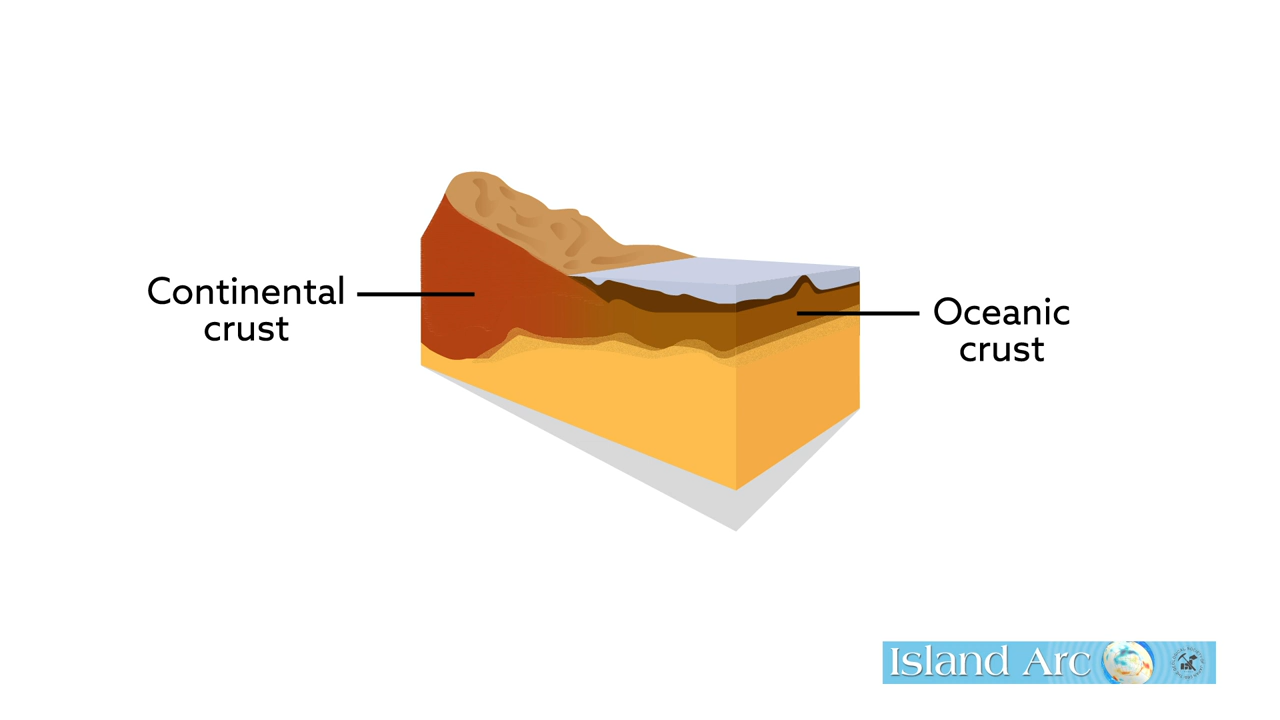 Continental
crust
Oceanic
crust
Island Arc